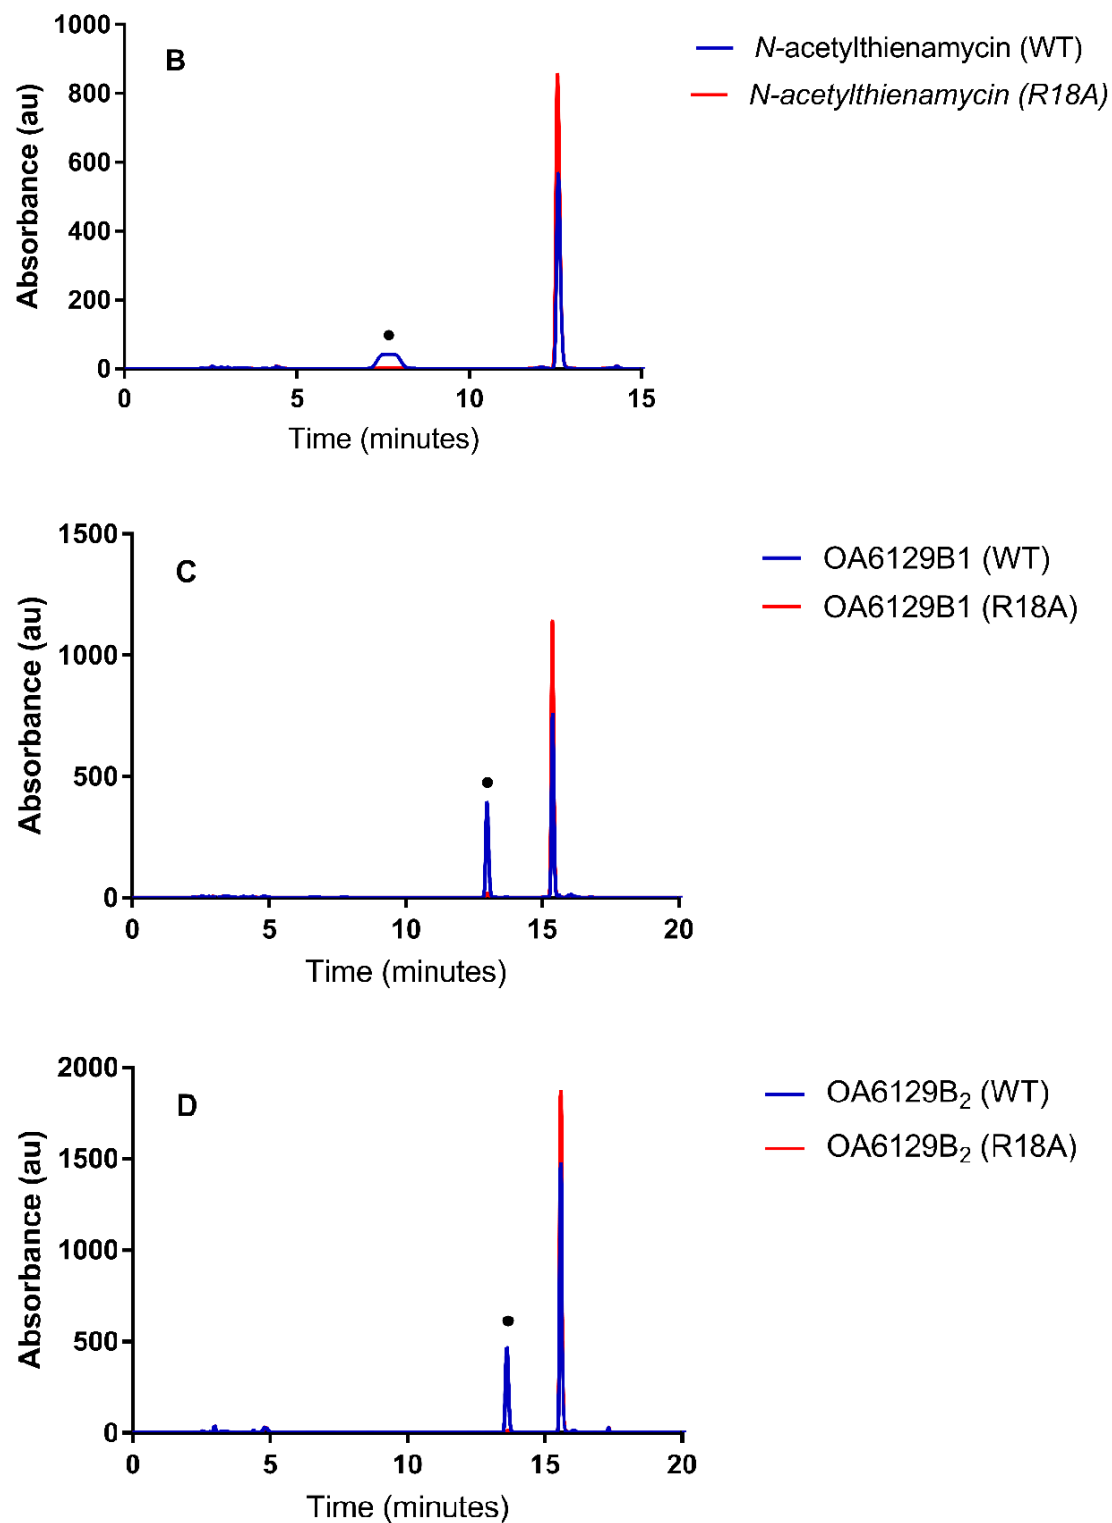 B
N-acetylthienamycin (WT)
N-acetylthienamycin (R18A)
Absorbance (au)
1000
800
600
400
200
0
0 5 10 15
Time (minutes)
C
OA6129B1 (WT)
OA6129B1 (R18A)
Absorbance (au)
1500
1000
500
0
0 5 10 15 20
Time (minutes)
D
OA6129B₂ (WT)
OA6129B₂ (R18A)
Absorbance (au)
2000
1500
1000
500
0
0 5 10 15 20
Time (minutes)